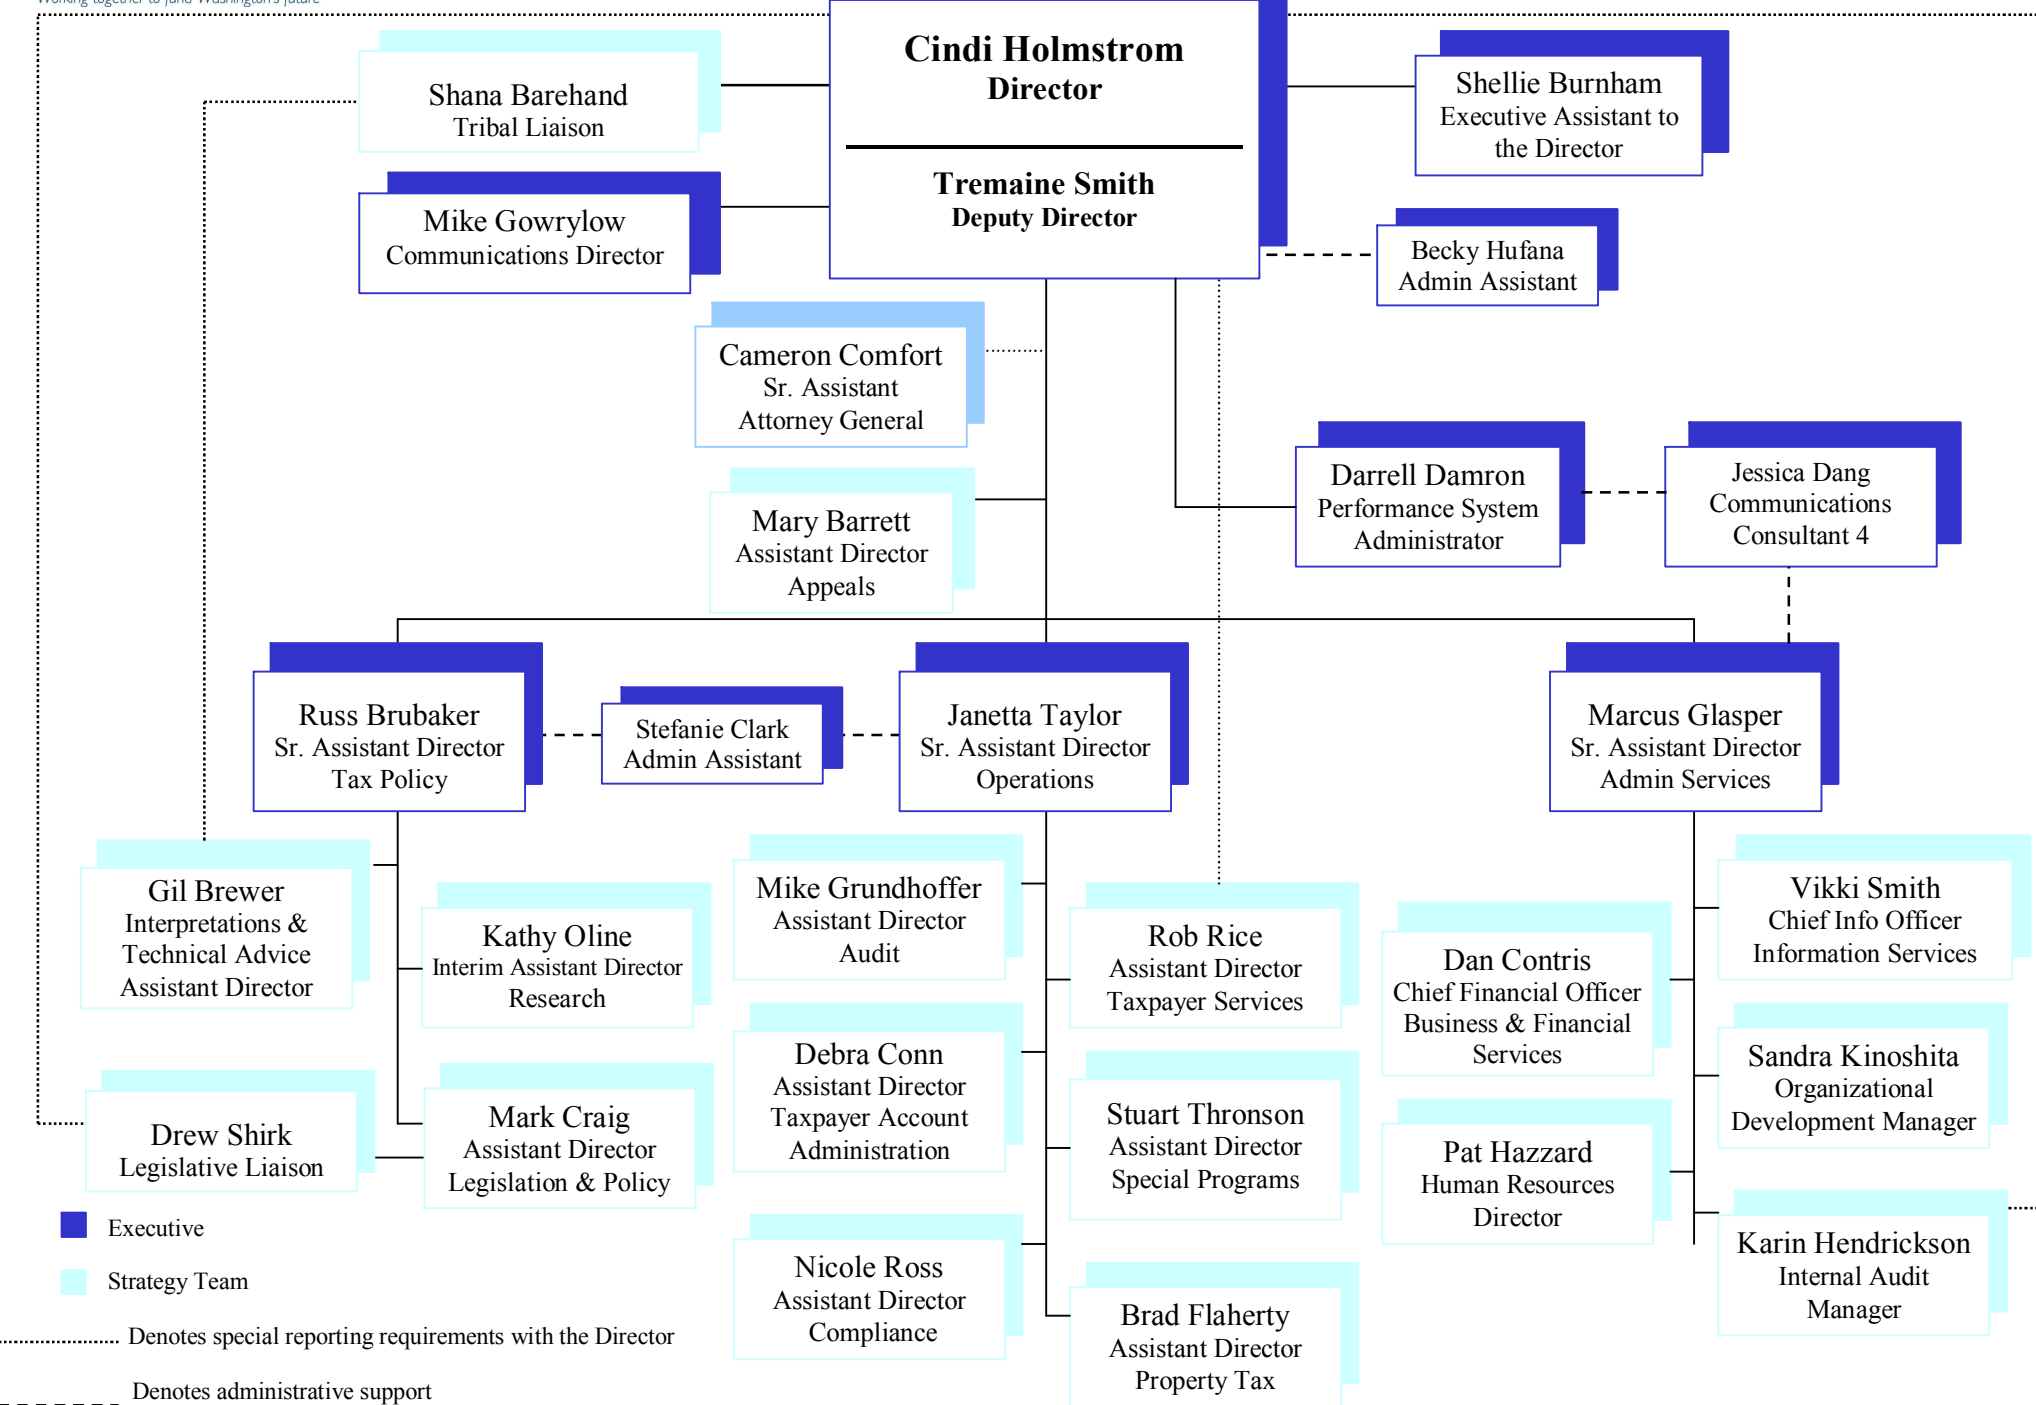 Working together to fund Washington's future
Cindi Holmstrom
Director
Tremaine Smith
Deputy Director
Shana Barehand
Tribal Liaison
Mike Gowrylow
Communications Director
Shellie Burnham
Executive Assistant to
the Director
Becky Hufana
Admin Assistant
Cameron Comfort
Sr. Assistant
Attorney General
Mary Barrett
Assistant Director
Appeals
Darrell Damron
Performance System
Administrator
Jessica Dang
Communications
Consultant 4
Russ Brubaker
Sr. Assistant Director
Tax Policy
Stefanie Clark
Admin Assistant
Janetta Taylor
Sr. Assistant Director
Operations
Marcus Glasper
Sr. Assistant Director
Admin Services
Gil Brewer
Interpretations &
Technical Advice
Assistant Director
Kathy Oline
Interim Assistant Director
Research
Drew Shirk
Legislative Liaison
Mark Craig
Assistant Director
Legislation & Policy
Mike Grundhoffer
Assistant Director
Audit
Rob Rice
Assistant Director
Taxpayer Services
Debra Conn
Assistant Director
Taxpayer Account
Administration
Stuart Thronson
Assistant Director
Special Programs
Nicole Ross
Assistant Director
Compliance
Brad Flaherty
Assistant Director
Property Tax
Vikki Smith
Chief Info Officer
Information Services
Dan Contris
Chief Financial Officer
Business & Financial
Services
Sandra Kinoshita
Organizational
Development Manager
Pat Hazzard
Human Resources
Director
Karin Hendrickson
Internal Audit
Manager
Executive
Strategy Team
Denotes special reporting requirements with the Director
Denotes administrative support